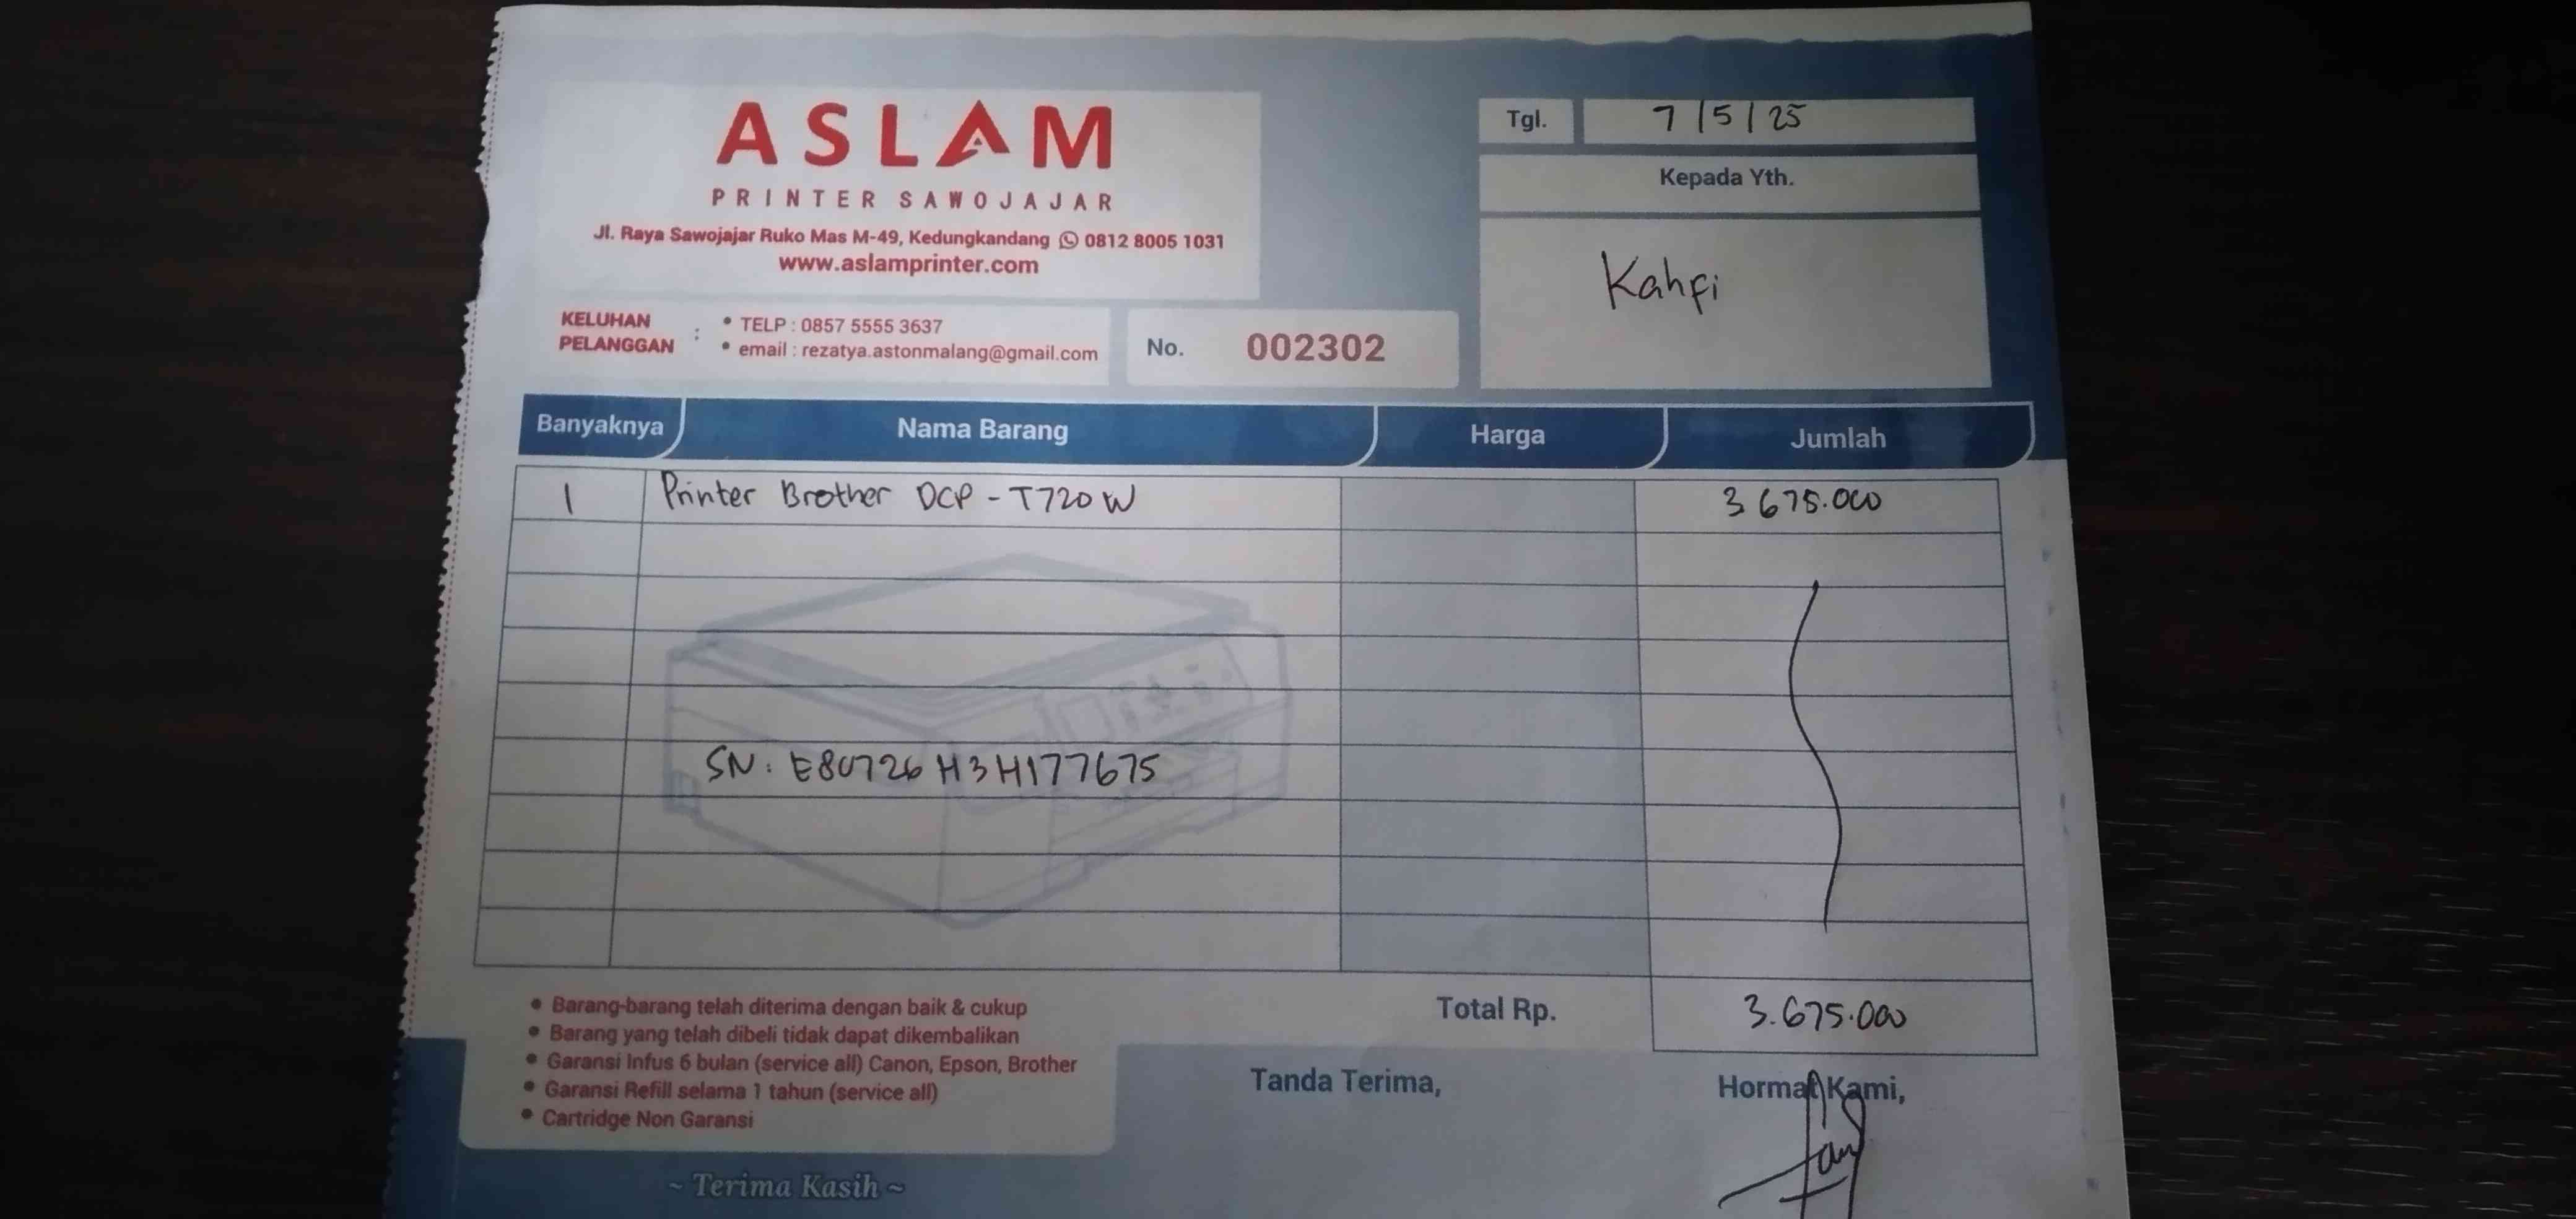 ASLAM
PRINTER SAWOJAJAR
Jl. Raya Sawojajar Ruko Mas M-49, Kedungkandang 0812 8005 1031
www.aslamprinter.com
KELUHAN PELANGGAN :
• TELP : 0857 5555 3637
• email : rezatya.astonmalang@gmail.com
No. 002302
Tgl. 7/5/25
Kepada Yth.
Kahfi
Banyaknya Nama Barang Harga Jumlah
1 Printer Brother DCP-T720W 3 675.000
SN: E80726H3H177675
Total Rp. 3.675.000
• Barang-barang telah diterima dengan baik & cukup
• Barang yang telah dibeli tidak dapat dikembalikan
• Garansi Infus 6 bulan (service all) Canon, Epson, Brother
• Garansi Refill selama 1 tahun (service all)
• Cartridge Non Garansi
Tanda Terima,
Hormat Kami,
~ Terima Kasih ~